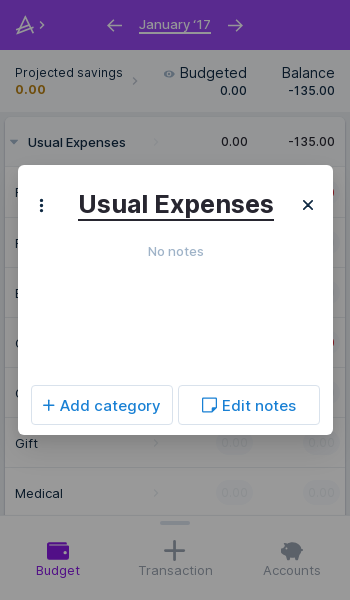 January '17
Projected savings
0.00
Budgeted
0.00
Balance
-135.00
Usual Expenses
0.00
-135.00
Usual Expenses
No notes
+ Add category
Edit notes
Gift
0.00
0.00
Medical
0.00
0.00
Budget
Transaction
Accounts